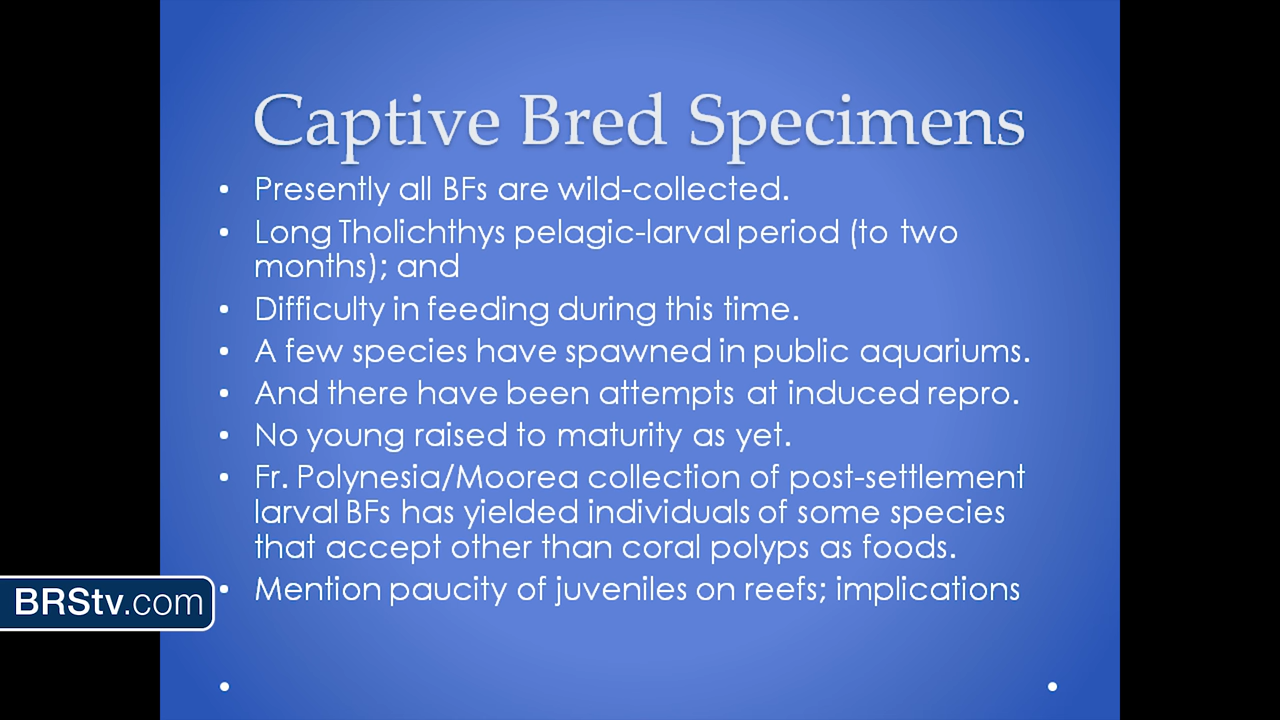 Captive Bred Specimens
• Presently all BFs are wild-collected.
• Long Tholichthys pelagic-larval period (to two
months); and
• Difficulty in feeding during this time.
• A few species have spawned in public aquariums.
• And there have been attempts at induced repro.
• No young raised to maturity as yet.
• Fr. Polynesia/Moorea collection of post-settlement
larval BFs has yielded individuals of some species
that accept other than coral polyps as foods.
• Mention paucity of juveniles on reefs; implications
BRStv.com